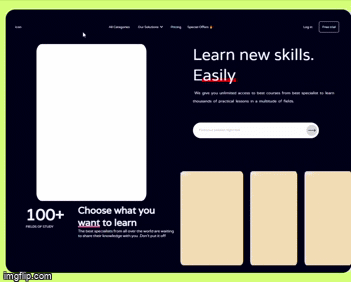 All Categories Our Solutions Pricing Special Offers Log in Free trial
Learn new skills.
Easily
We give you unlimited access to best courses from best specialist to learn
thousands of practical lessons in a multitude of fields.
100+
FIELDS OF STUDY
Choose what you
want to learn
The best specialists from all over the world are waiting
to share their knowledge with you. Don't put it off!
imgflip.com